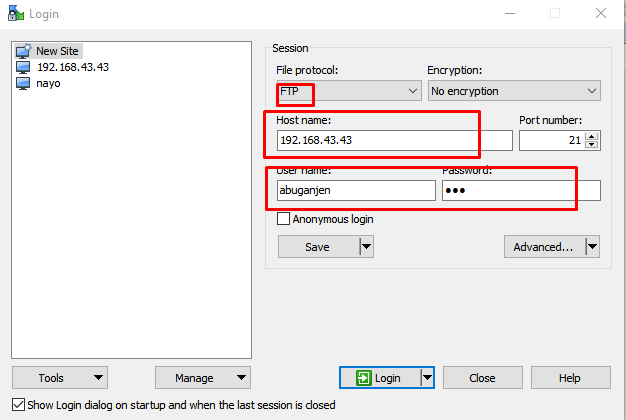 Login
New Site
192.168.43.43
nayo
Session
File protocol:
Encryption:
FTP
No encryption
Host name:
Port number:
192.168.43.43
21
User name:
Password:
abuganjen
●●●
Anonymous login
Save
Advanced...
Tools
Manage
Login
Close
Help
Show Login dialog on startup and when the last session is closed